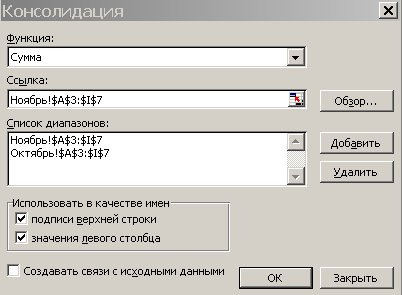 Консолидация
Функция:
Сумма
Ссылка:
Ноябрь!$A$3:$I$7
Обзор...
Список диапазонов:
Ноябрь!$A$3:$I$7
Октябрь!$A$3:$I$7
Добавить
Удалить
Использовать в качестве имен
подписи верхней строки
значения левого столбца
Создавать связи с исходными данными
OK
Закрыть